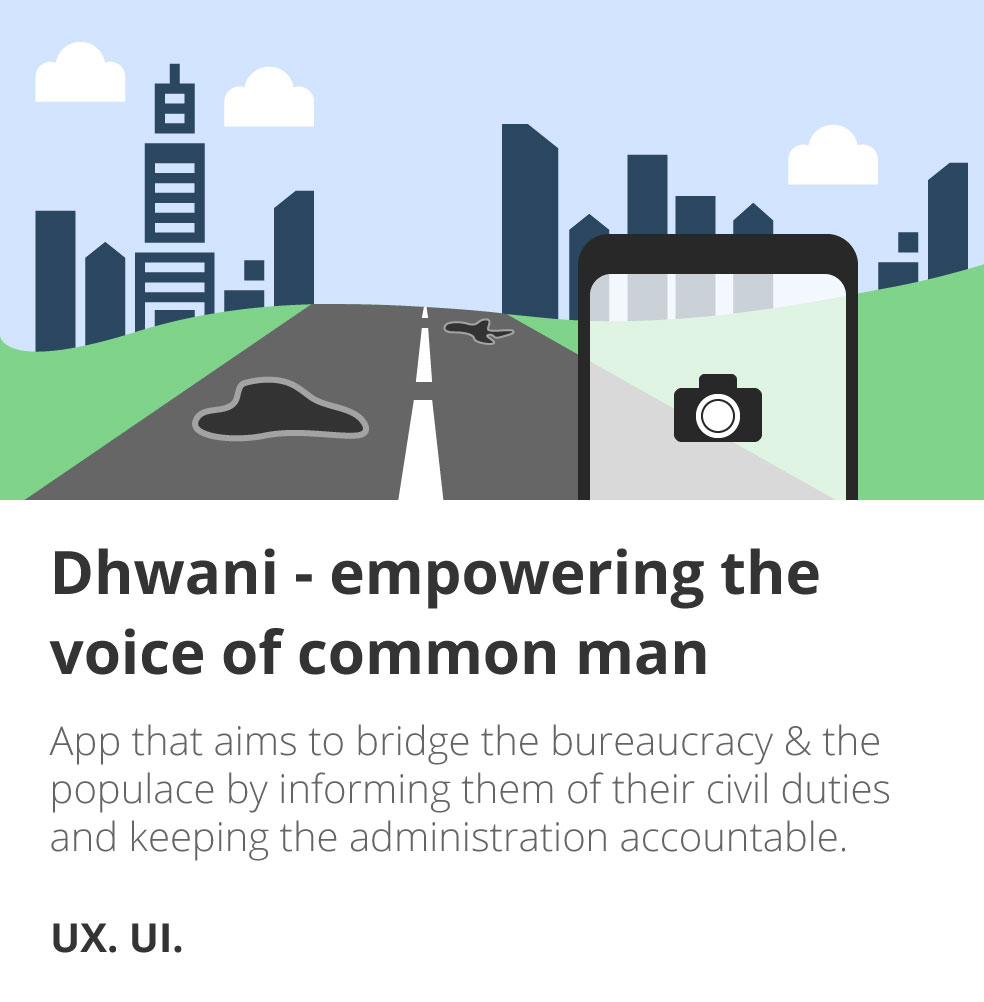 Dhwani - empowering the
voice of common man
App that aims to bridge the bureaucracy & the
populace by informing them of their civil duties
and keeping the administration accountable.
UX. UI.